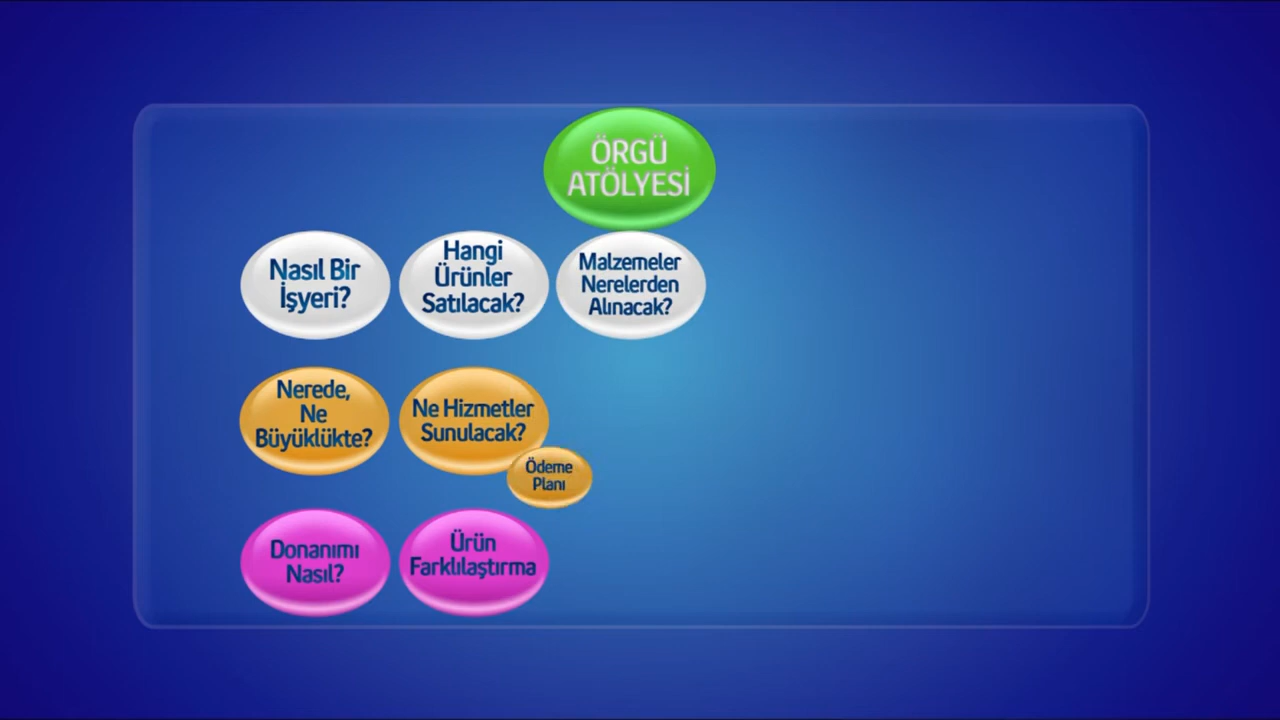 ÖRGÜ
ATÖLYESİ
Nasıl Bir
İşyeri?
Hangi
Ürünler
Satılacak?
Malzemeler
Nerelerden
Alınacak?
Nerede,
Ne
Büyüklükte?
Ne Hizmetler
Sunulacak?
Ödeme
Planı
Donanımı
Nasıl?
Ürün
Farklılaştırma